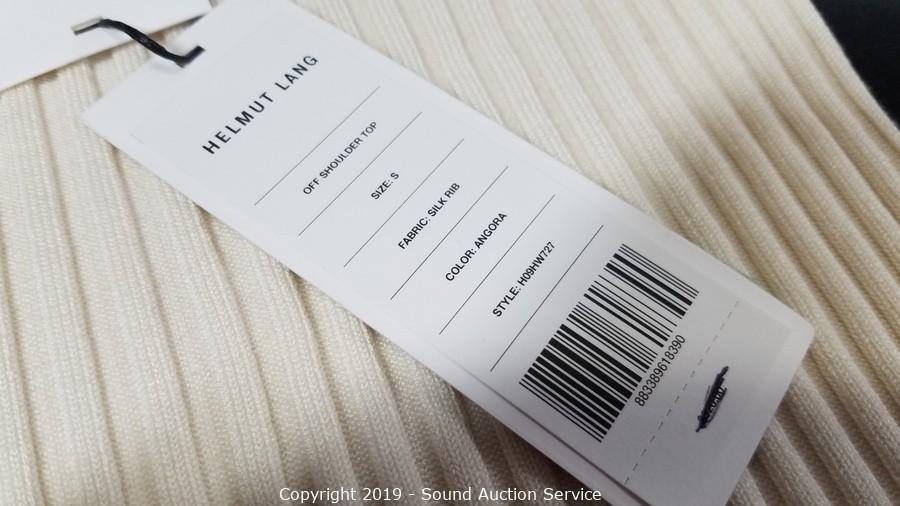 HELMUT LANG
OFF SHOULDER TOP
SIZE: S
FABRIC: SILK RIB
COLOR: ANGORA
STYLE: H09HW727
883389618390
Copyright 2019 - Sound Auction Service